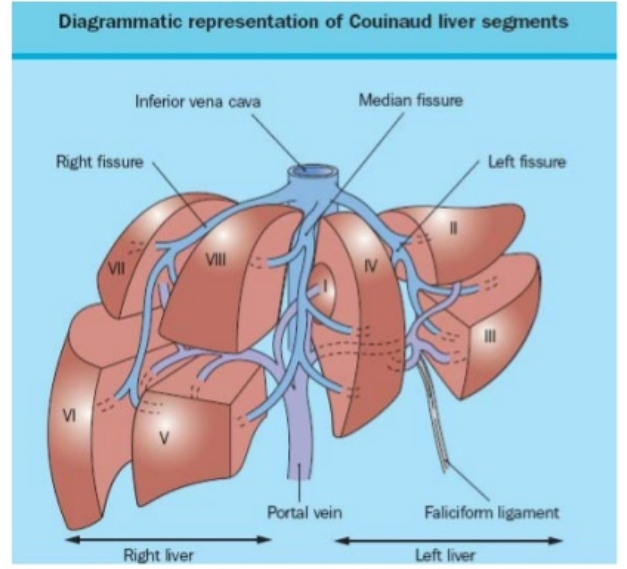 Diagrammatic representation of Couinaud liver segments
Inferior vena cava
Median fissure
Right fissure
Left fissure
II
VII
VIII
IV
I
III
VI
V
Portal vein
Faliciform ligament
Right liver
Left liver